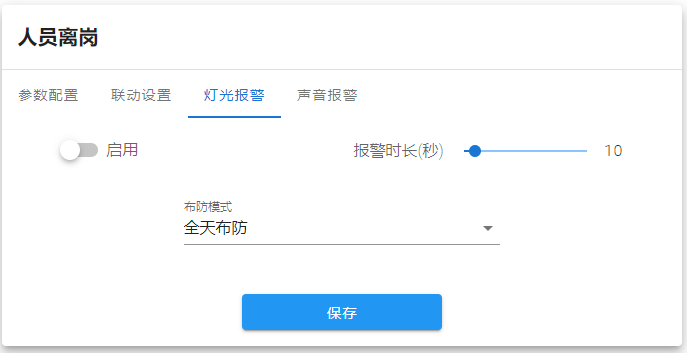 人员离岗
参数配置 联动设置 灯光报警 声音报警
启用 报警时长(秒) 10
布防模式
全天布防
保存